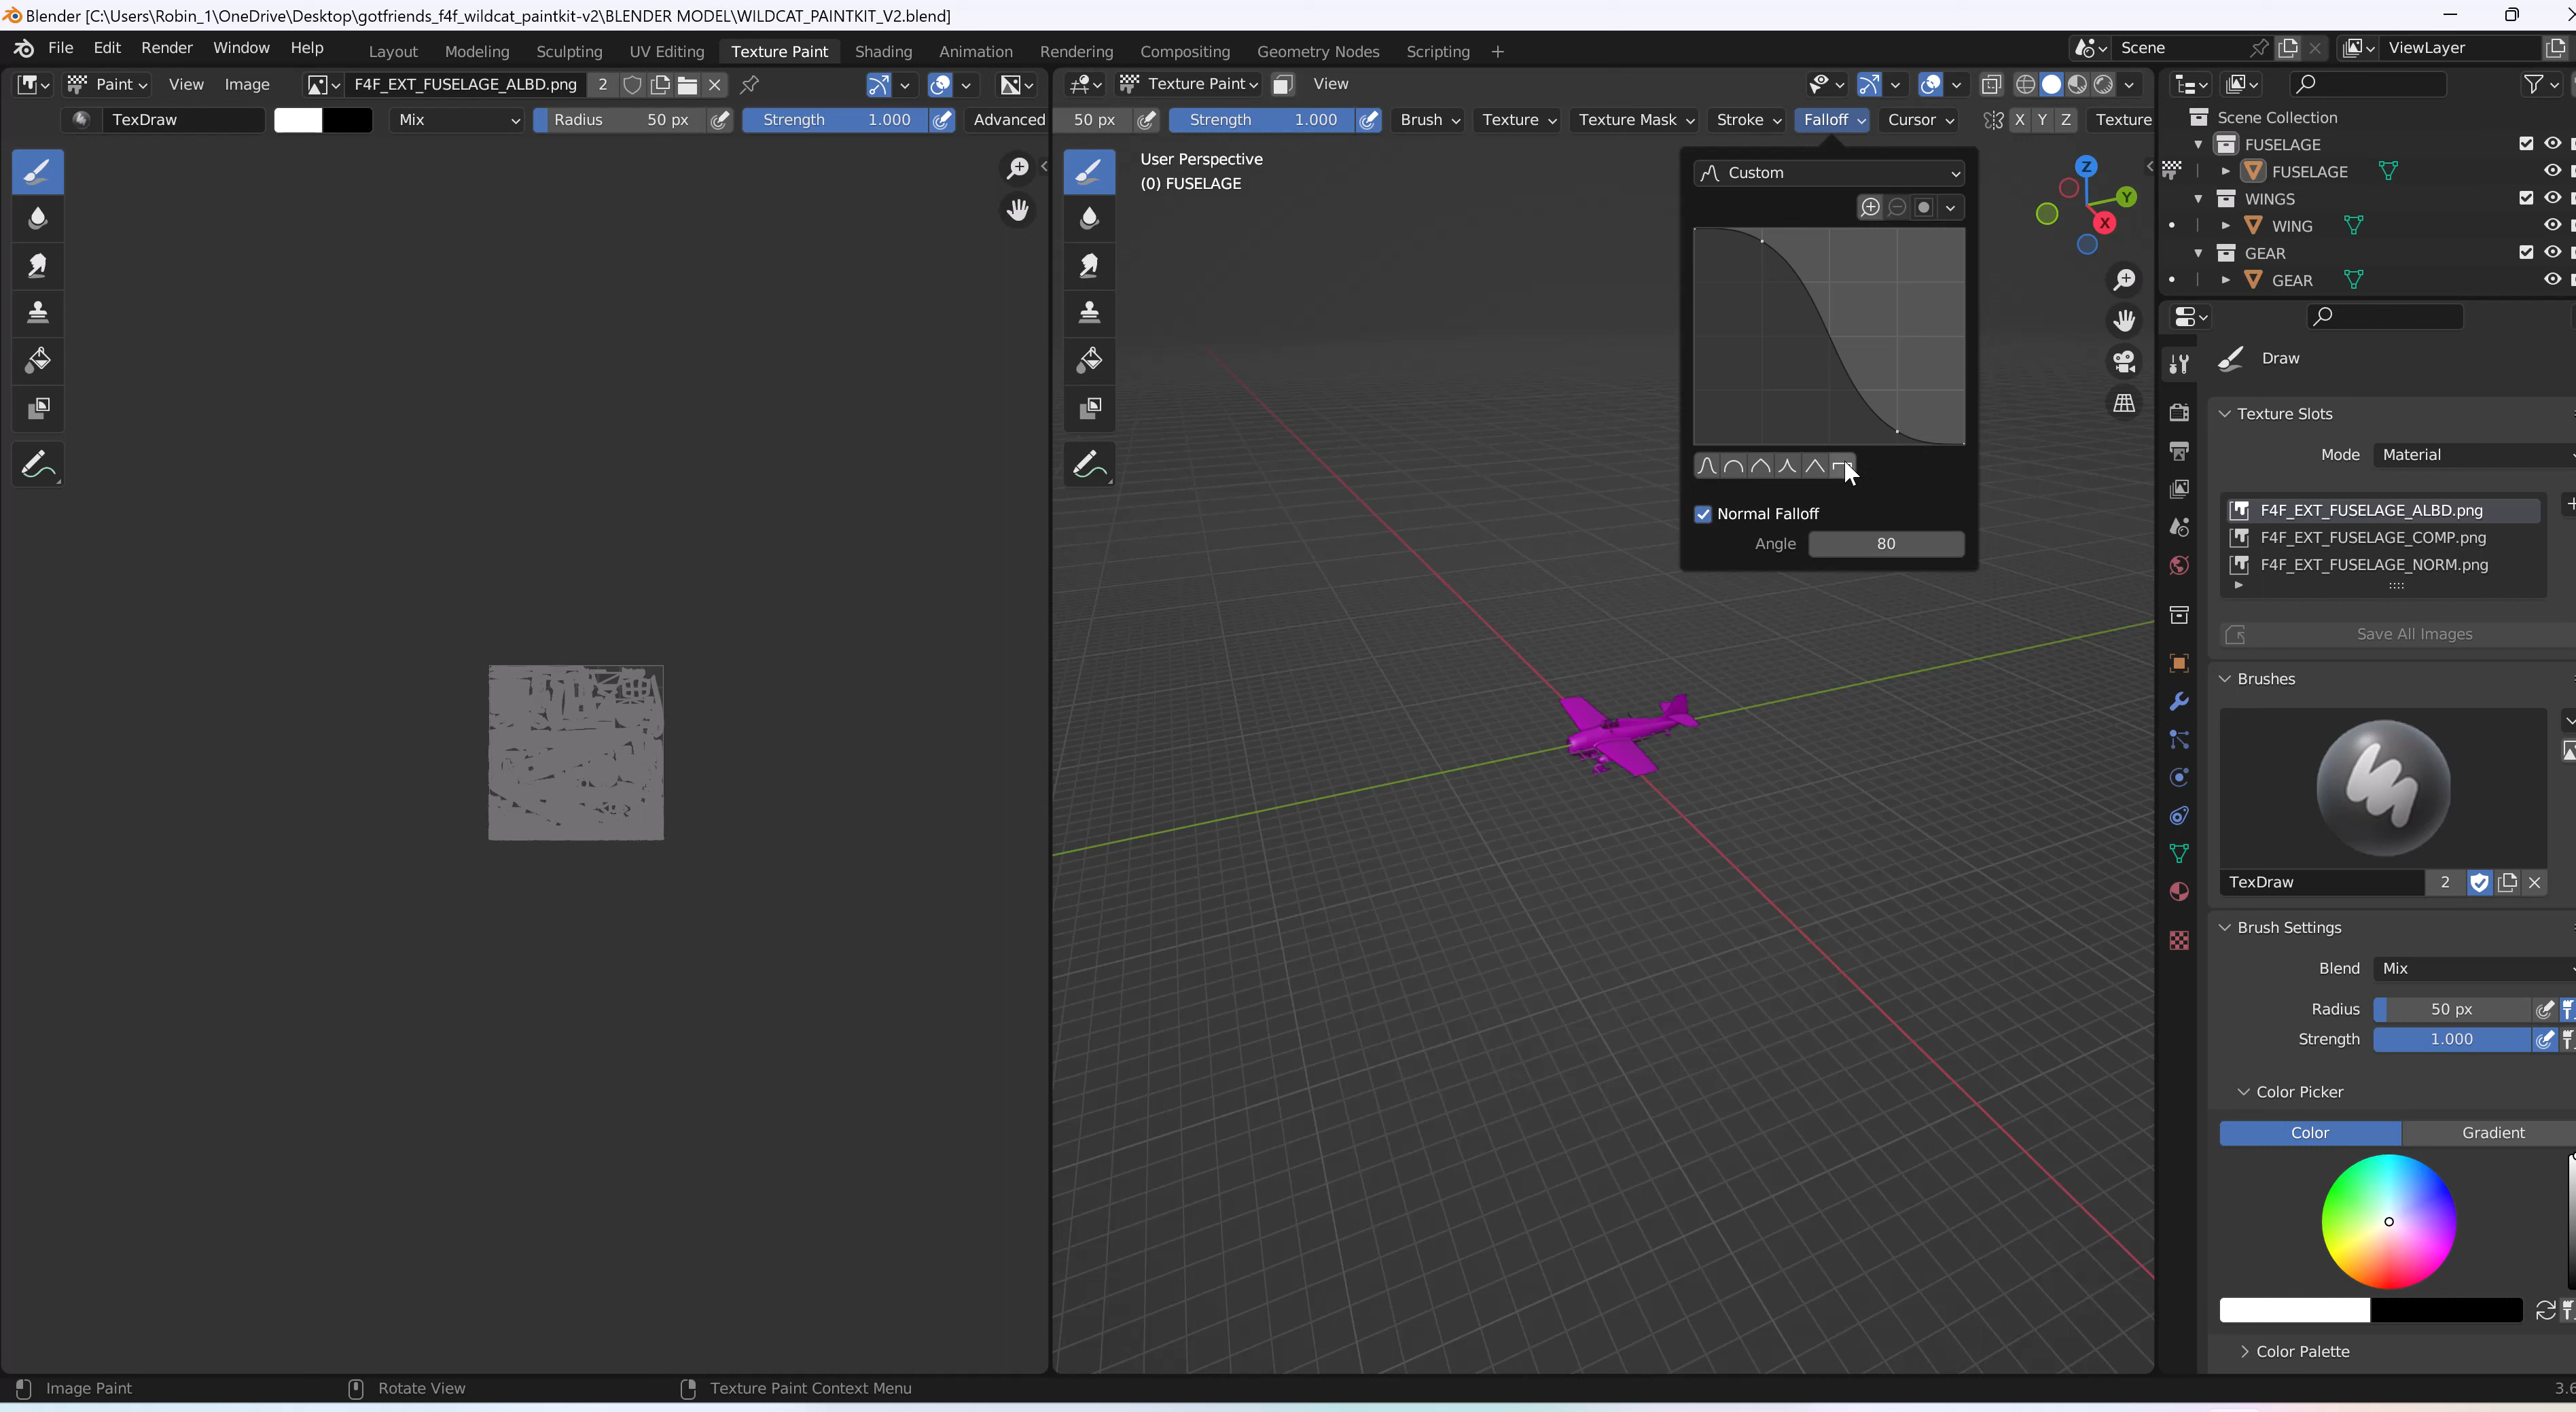 Blender [C:\Users\Robin_1\OneDrive\Desktop\gotfriends_f4f_wildcat_paintkit-v2\BLENDER MODEL\WILDCAT_PAINTKIT_V2.blend]
File Edit Render Window Help Layout Modeling Sculpting UV Editing Texture Paint Shading Animation Rendering Compositing Geometry Nodes Scripting + Scene ViewLayer
Paint View Image F4F_EXT_FUSELAGE_ALBD.png 2 Texture Paint View
TexDraw Mix Radius 50 px Strength 1.000 Advanced 50 px Strength 1.000 Brush Texture Texture Mask Stroke Falloff Cursor X Y Z Texture
User Perspective
(0) FUSELAGE
Custom
Normal Falloff
Angle 80
Z
Y
X
Scene Collection
FUSELAGE
FUSELAGE
WINGS
WING
GEAR
GEAR
Draw
Texture Slots
Mode Material
F4F_EXT_FUSELAGE_ALBD.png
F4F_EXT_FUSELAGE_COMP.png
F4F_EXT_FUSELAGE_NORM.png
Save All Images
Brushes
TexDraw 2
Brush Settings
Blend Mix
Radius 50 px
Strength 1.000
Color Picker
Color Gradient
Color Palette
Image Paint Rotate View Texture Paint Context Menu 3.6